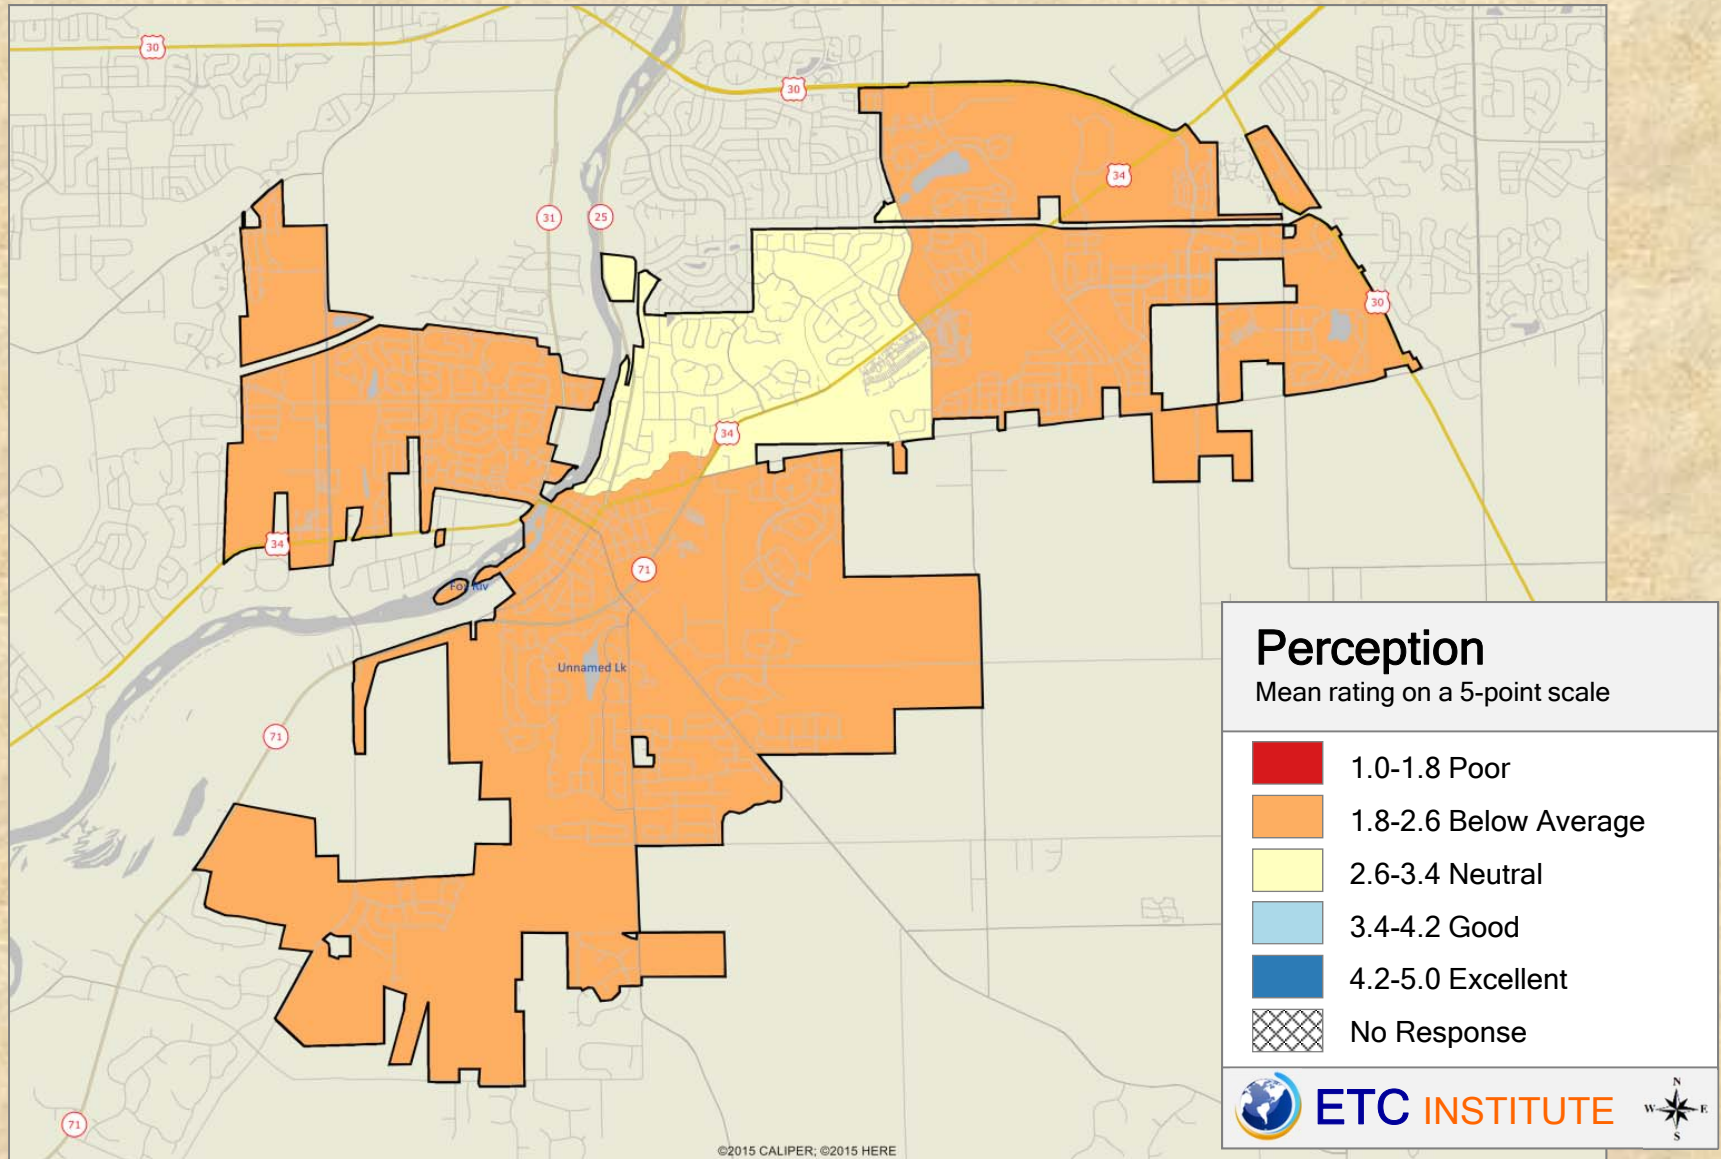 30
30
34
31
25
30
34
34
71
Unnamed Lk
71
71
Perception
Mean rating on a 5-point scale
1.0-1.8 Poor
1.8-2.6 Below Average
2.6-3.4 Neutral
3.4-4.2 Good
4.2-5.0 Excellent
No Response
ETC INSTITUTE
N
W E
S
©2015 CALIPER; ©2015 HERE